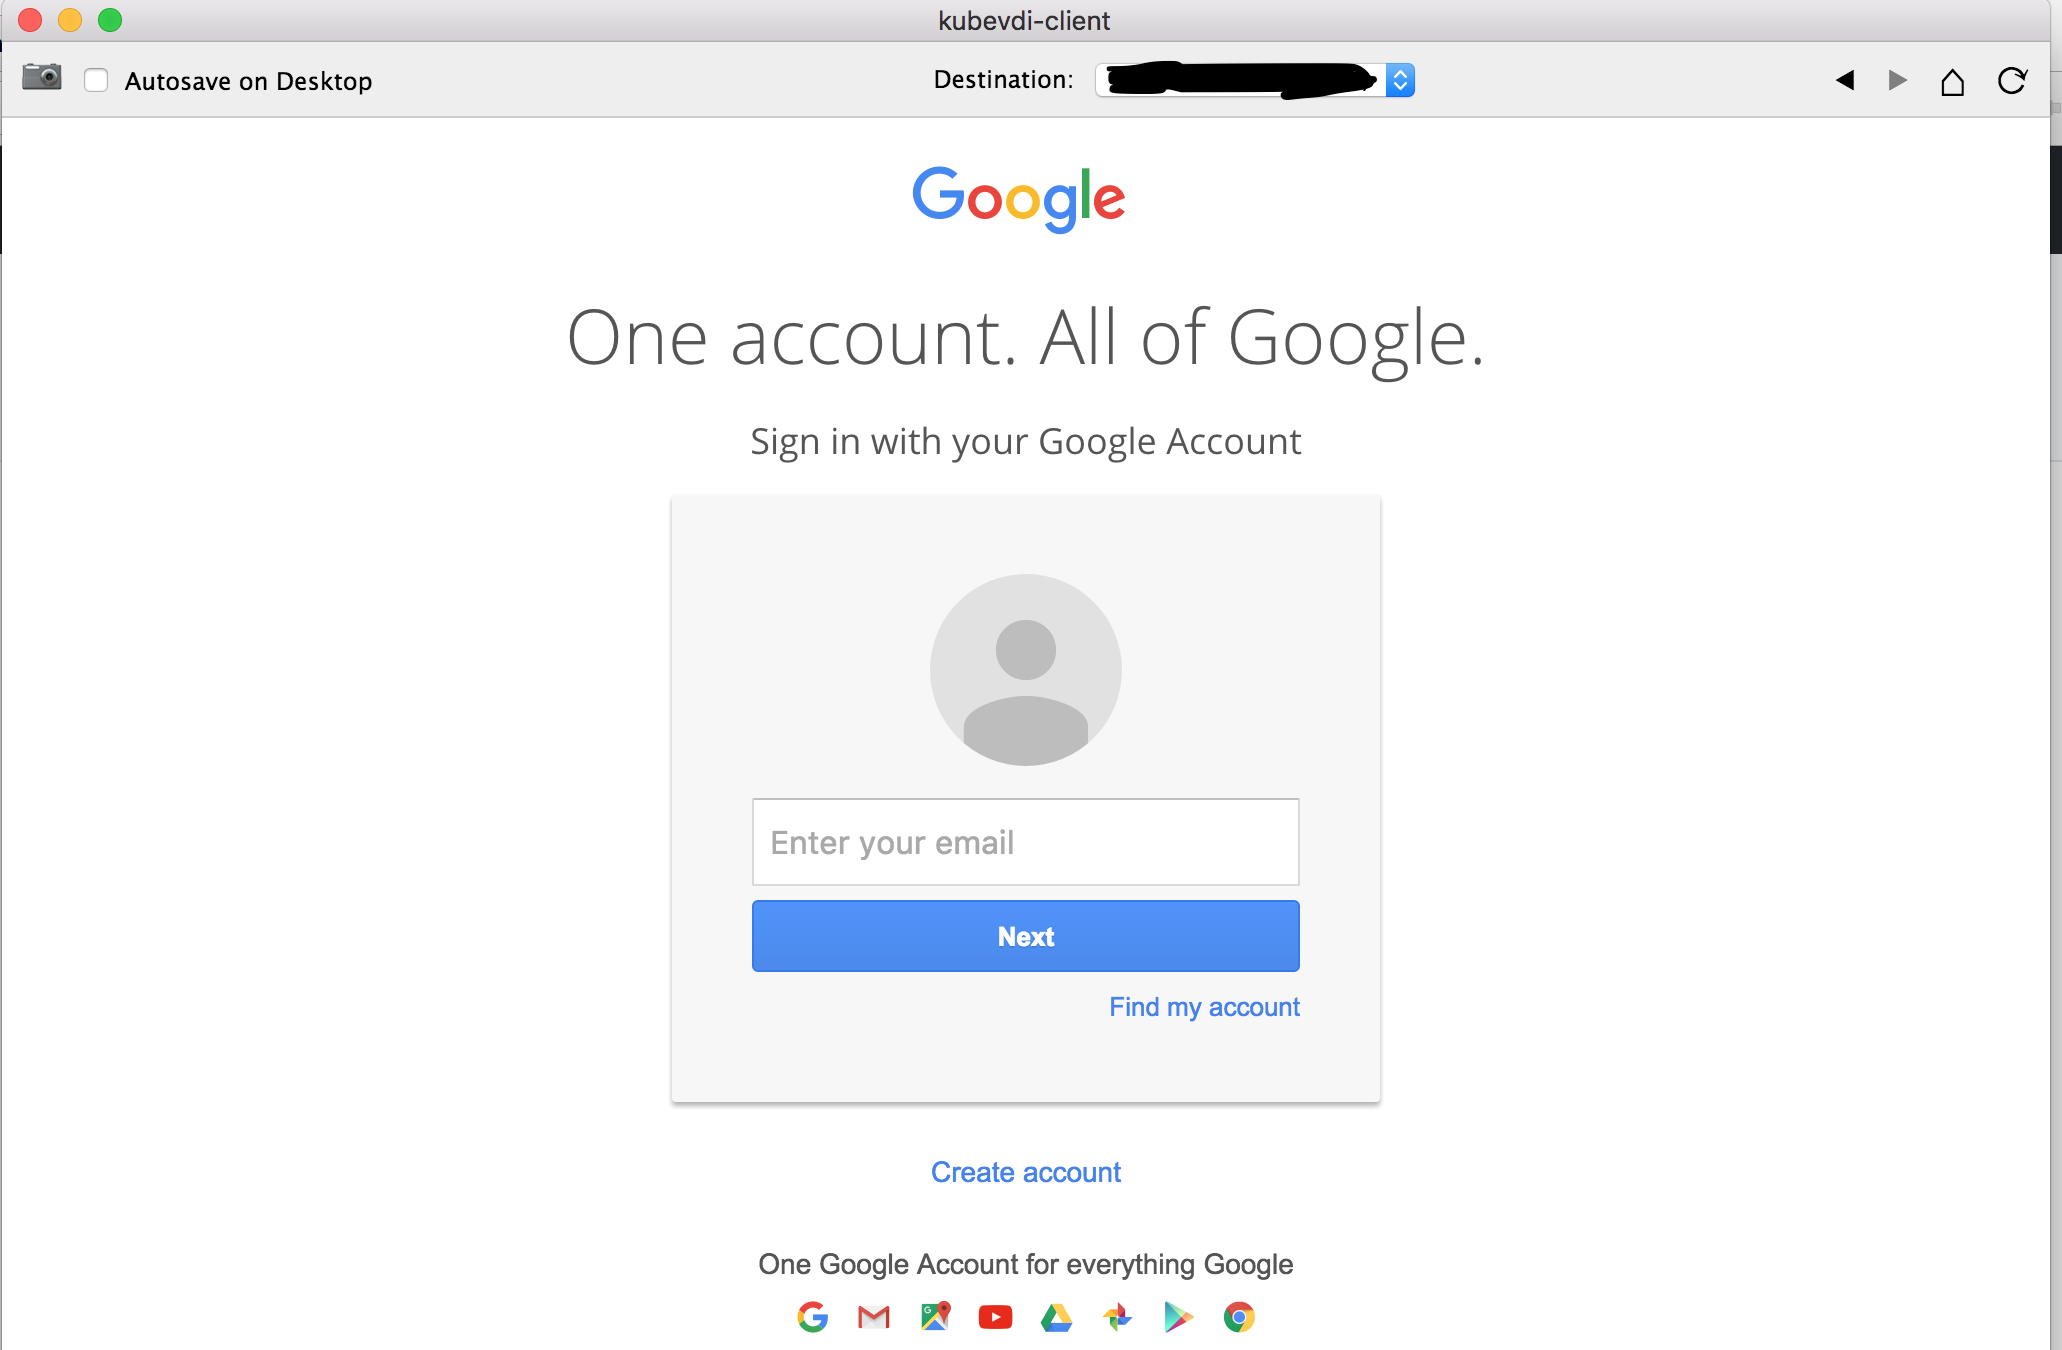 kubevdi-client
Autosave on Desktop
Destination:
Google
One account. All of Google.
Sign in with your Google Account
Enter your email
Next
Find my account
Create account
One Google Account for everything Google